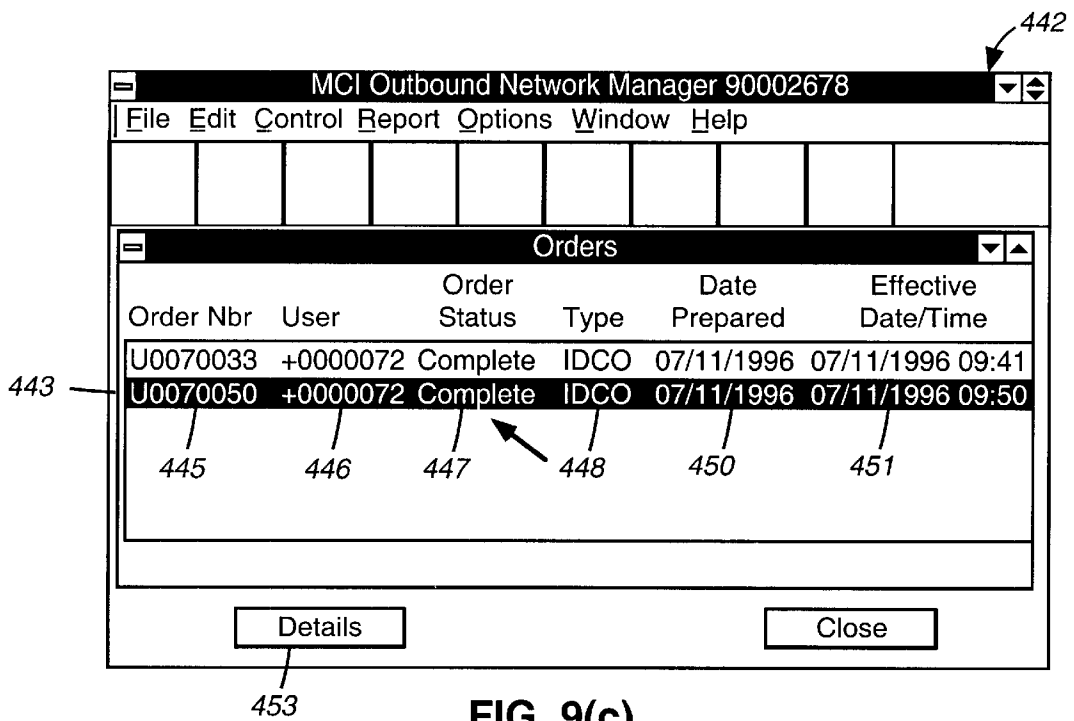 442
MCI Outbound Network Manager 90002678
File Edit Control Report Options Window Help
Orders
Order Nbr User Order Status Type Date Prepared Effective Date/Time
U0070033 +0000072 Complete IDCO 07/11/1996 07/11/1996 09:41
443 U0070050 +0000072 Complete IDCO 07/11/1996 07/11/1996 09:50
445 446 447 448 450 451
Details Close
453
FIG. 9(c)